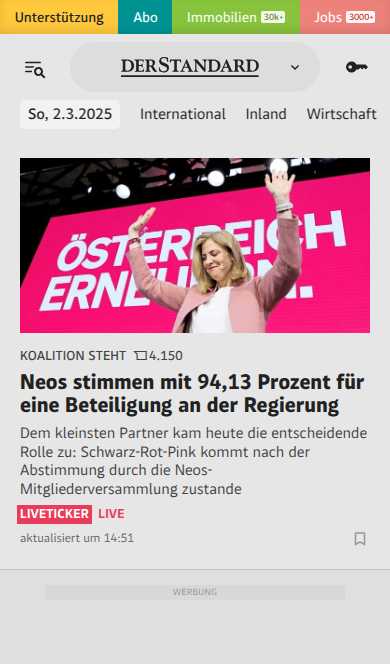 Unterstützung Abo Immobilien 30k+ Jobs 3000+
DERSTANDARD
So, 2.3.2025 International Inland Wirtschaft
ÖSTERREICH
ERNEUERN.
KOALITION STEHT 4.150
Neos stimmen mit 94,13 Prozent für
eine Beteiligung an der Regierung
Dem kleinsten Partner kam heute die entscheidende
Rolle zu: Schwarz-Rot-Pink kommt nach der
Abstimmung durch die Neos-
Mitgliederversammlung zustande
LIVETICKER LIVE
aktualisiert um 14:51
WERBUNG